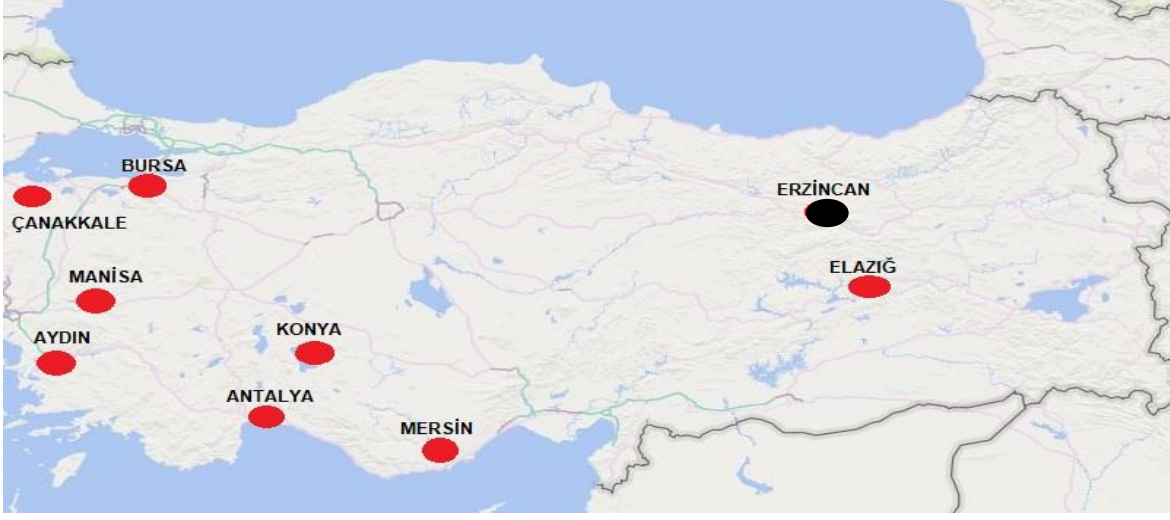 BURSA
ERZİNCAN
ÇANAKKALE
ELAZIĞ
MANİSA
KONYA
AYDIN
ANTALYA
MERSİN